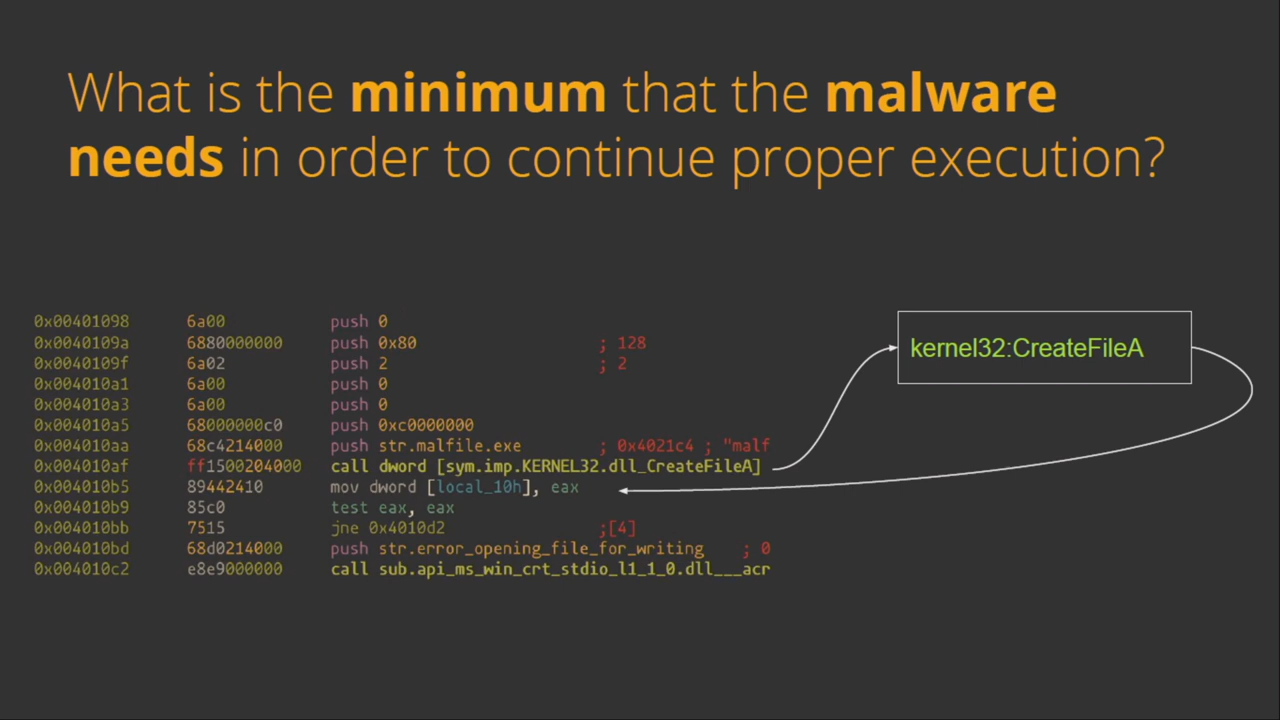 What is the minimum that the malware
needs in order to continue proper execution?
0x00401098 6a00 push 0
0x0040109a 6880000000 push 0x80 ; 128
0x0040109f 6a02 push 2 ; 2
0x004010a1 6a00 push 0
0x004010a3 6a00 push 0
0x004010a5 68000000c0 push 0xc0000000
0x004010aa 68c4214000 push str.malfile.exe ; 0x4021c4 ; "malf
0x004010af ff1500204000 call dword [sym.imp.KERNEL32.dll_CreateFileA]
0x004010b5 89442410 mov dword [local_10h], eax
0x004010b9 85c0 test eax, eax
0x004010bb 7515 jne 0x4010d2 ;[4]
0x004010bd 68d0214000 push str.error_opening_file_for_writing ; 0
0x004010c2 e8e9000000 call sub.api_ms_win_crt_stdio_l1_1_0.dll___acr
kernel32:CreateFileA